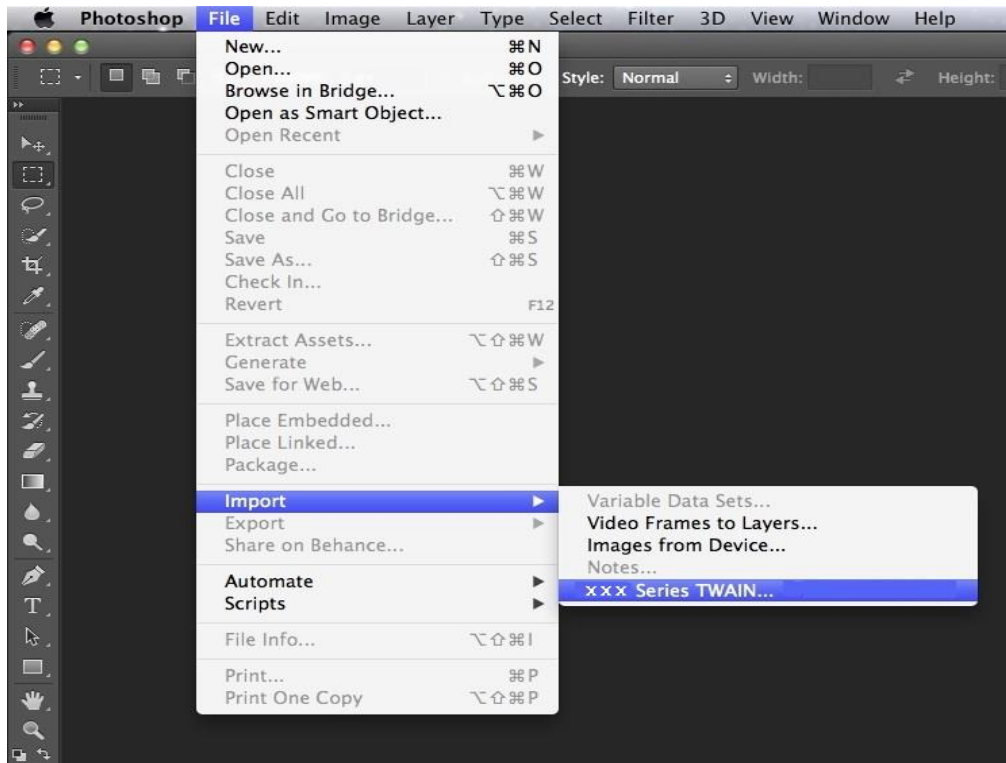 Photoshop File Edit Image Layer Type Select Filter 3D View Window Help
Style: Normal Width: Height:
New... ⌘N
Open... ⌘O
Browse in Bridge... ⌥⌘O
Open as Smart Object...
Open Recent
Close ⌘W
Close All ⌥⌘W
Close and Go to Bridge... ⇧⌘W
Save ⌘S
Save As... ⇧⌘S
Check In...
Revert F12
Extract Assets... ⌥⇧⌘W
Generate
Save for Web... ⌥⇧⌘S
Place Embedded...
Place Linked...
Package...
Import
Export
Share on Behance...
Automate
Scripts
File Info... ⌥⇧⌘I
Print... ⌘P
Print One Copy ⌥⇧⌘P
Variable Data Sets...
Video Frames to Layers...
Images from Device...
Notes...
xxx Series TWAIN...